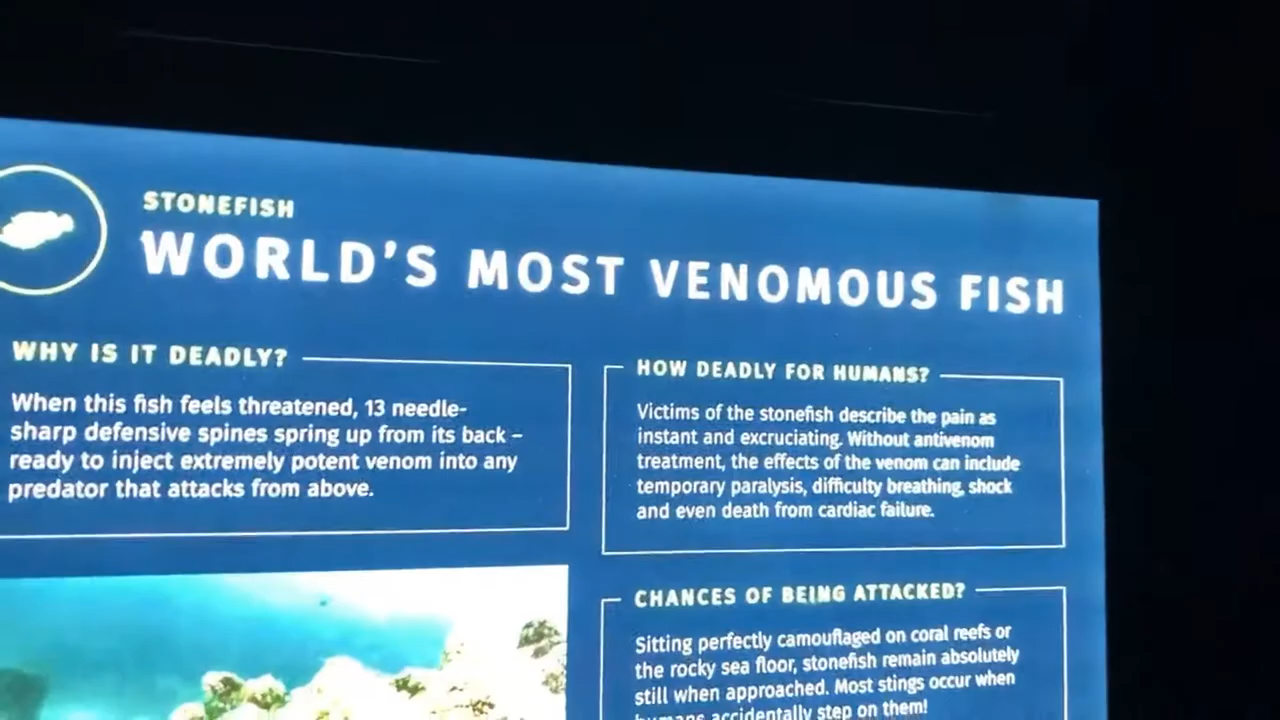 STONEFISH
WORLD'S MOST VENOMOUS FISH
WHY IS IT DEADLY?
When this fish feels threatened, 13 needle-
sharp defensive spines spring up from its back –
ready to inject extremely potent venom into any
predator that attacks from above.
HOW DEADLY FOR HUMANS?
Victims of the stonefish describe the pain as
instant and excruciating. Without antivenom
treatment, the effects of the venom can include
temporary paralysis, difficulty breathing, shock
and even death from cardiac failure.
CHANCES OF BEING ATTACKED?
Sitting perfectly camouflaged on coral reefs or
the rocky sea floor, stonefish remain absolutely
still when approached. Most stings occur when
humans accidentally step on them!